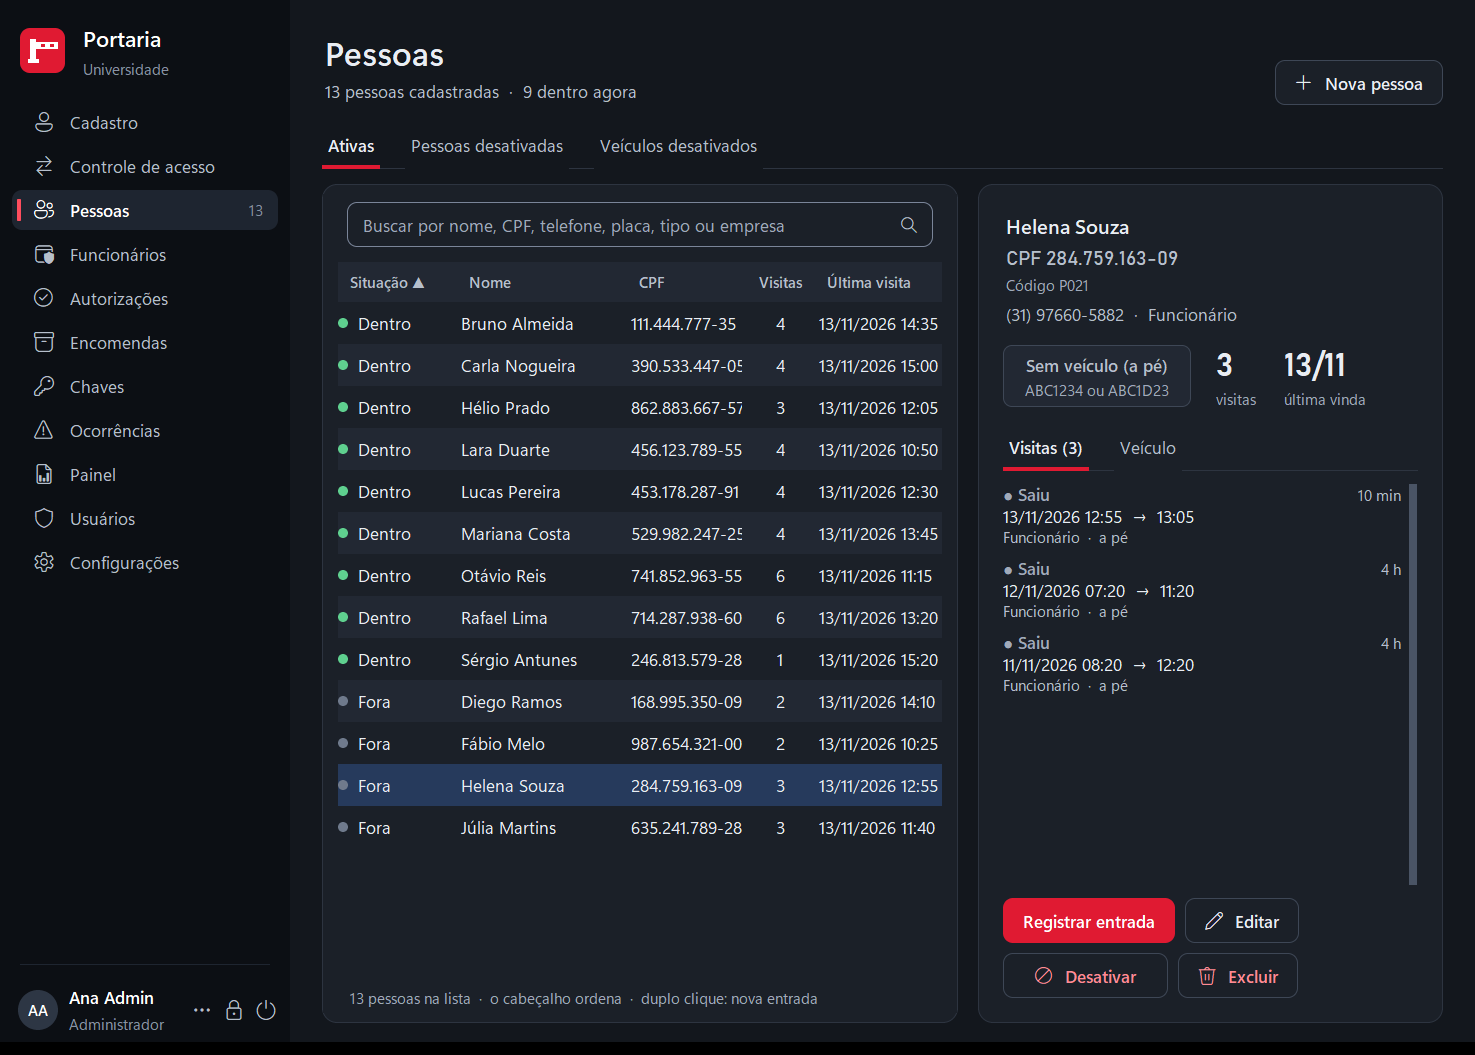 Portaria
Universidade
Cadastro
Controle de acesso
Pessoas 13
Funcionários
Autorizações
Encomendas
Chaves
Ocorrências
Painel
Usuários
Configurações
AA
Ana Admin
Administrador
Pessoas
13 pessoas cadastradas · 9 dentro agora
+ Nova pessoa
Ativas Pessoas desativadas Veículos desativados
Buscar por nome, CPF, telefone, placa, tipo ou empresa
Situação ▲ Nome CPF Visitas Última visita
Dentro Bruno Almeida 111.444.777-35 4 13/11/2026 14:35
Dentro Carla Nogueira 390.533.447-05 4 13/11/2026 15:00
Dentro Hélio Prado 862.883.667-57 3 13/11/2026 12:05
Dentro Lara Duarte 456.123.789-55 4 13/11/2026 10:50
Dentro Lucas Pereira 453.178.287-91 4 13/11/2026 12:30
Dentro Mariana Costa 529.982.247-25 4 13/11/2026 13:45
Dentro Otávio Reis 741.852.963-55 6 13/11/2026 11:15
Dentro Rafael Lima 714.287.938-60 6 13/11/2026 13:20
Dentro Sérgio Antunes 246.813.579-28 1 13/11/2026 15:20
Fora Diego Ramos 168.995.350-09 2 13/11/2026 14:10
Fora Fábio Melo 987.654.321-00 2 13/11/2026 10:25
Fora Helena Souza 284.759.163-09 3 13/11/2026 12:55
Fora Júlia Martins 635.241.789-28 3 13/11/2026 11:40
13 pessoas na lista · o cabeçalho ordena · duplo clique: nova entrada
Helena Souza
CPF 284.759.163-09
Código P021
(31) 97660-5882 · Funcionário
Sem veículo (a pé)
ABC1234 ou ABC1D23
3
visitas
13/11
última vinda
Visitas (3) Veículo
● Saiu 10 min
13/11/2026 12:55 → 13:05
Funcionário · a pé
● Saiu 4 h
12/11/2026 07:20 → 11:20
Funcionário · a pé
● Saiu 4 h
11/11/2026 08:20 → 12:20
Funcionário · a pé
Registrar entrada Editar
Desativar Excluir